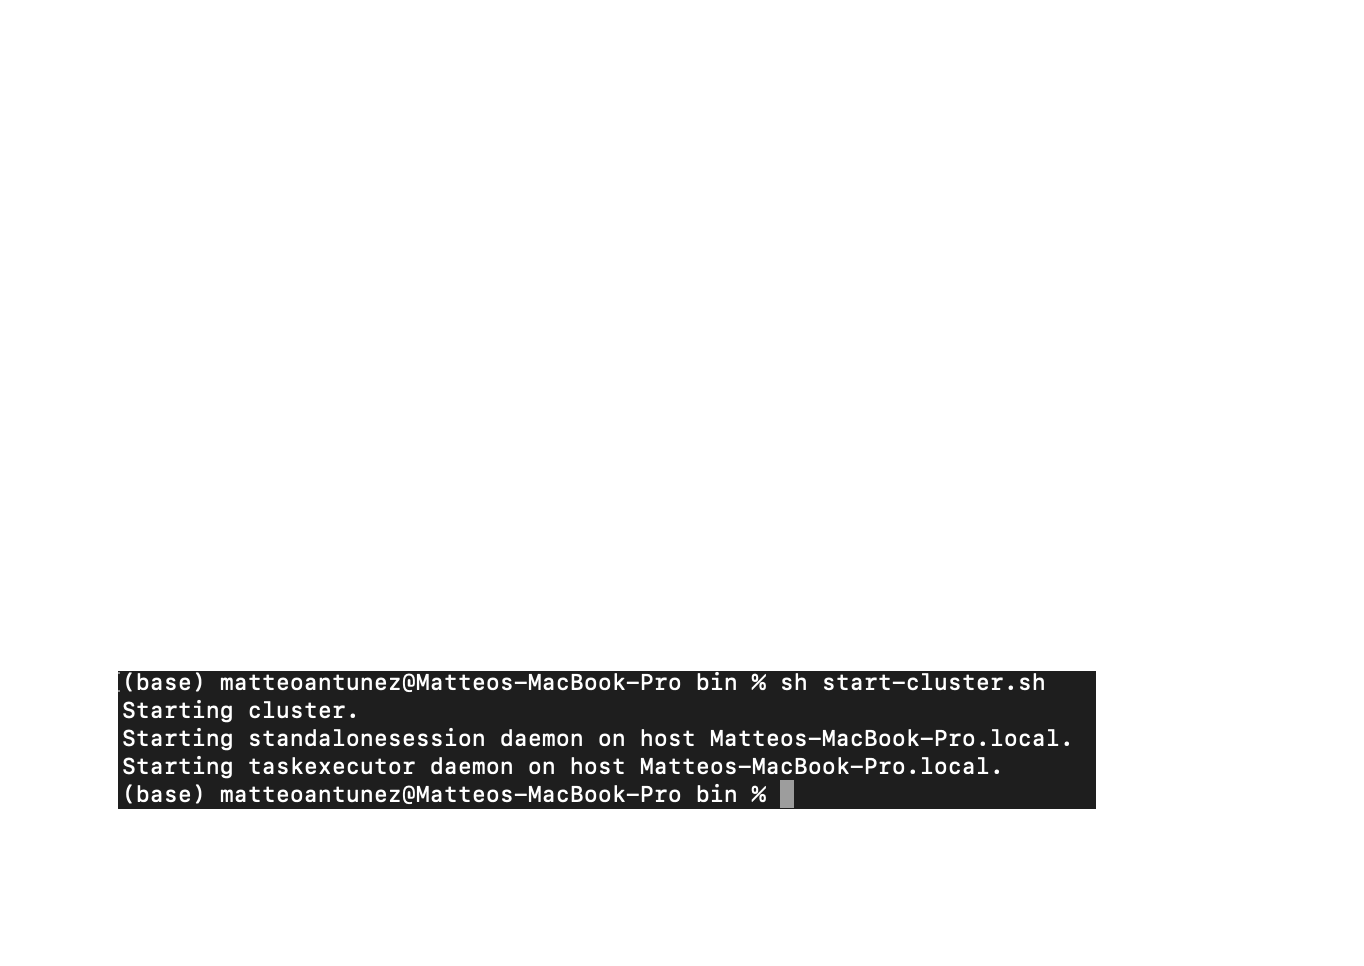 (base) matteoantunez@Matteos-MacBook-Pro bin % sh start-cluster.sh
Starting cluster.
Starting standalonesession daemon on host Matteos-MacBook-Pro.local.
Starting taskexecutor daemon on host Matteos-MacBook-Pro.local.
(base) matteoantunez@Matteos-MacBook-Pro bin %